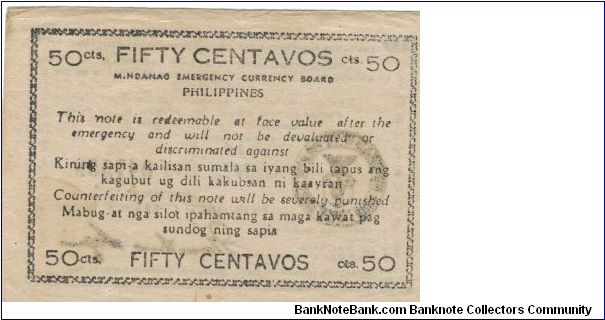 50cts. FIFTY CENTAVOS cts. 50
M.NDANAO EMERGENCY CURRENCY BOARD
PHILIPPINES
This note is redeemable at face value after the
emergency and will not be devaluated or
discriminated against
Kining sapi-a kailisan sumala sa iyang bili tapus ang
kagubut ug dili kakubsan ni kaayran
Counterfeiting of this note will be severely punished
Mabug-at nga silot ipahamtang sa maga kawat pag
sundog ning sapia
50cts. FIFTY CENTAVOS cts. 50
BankNoteBank.com Banknote Collectors Community